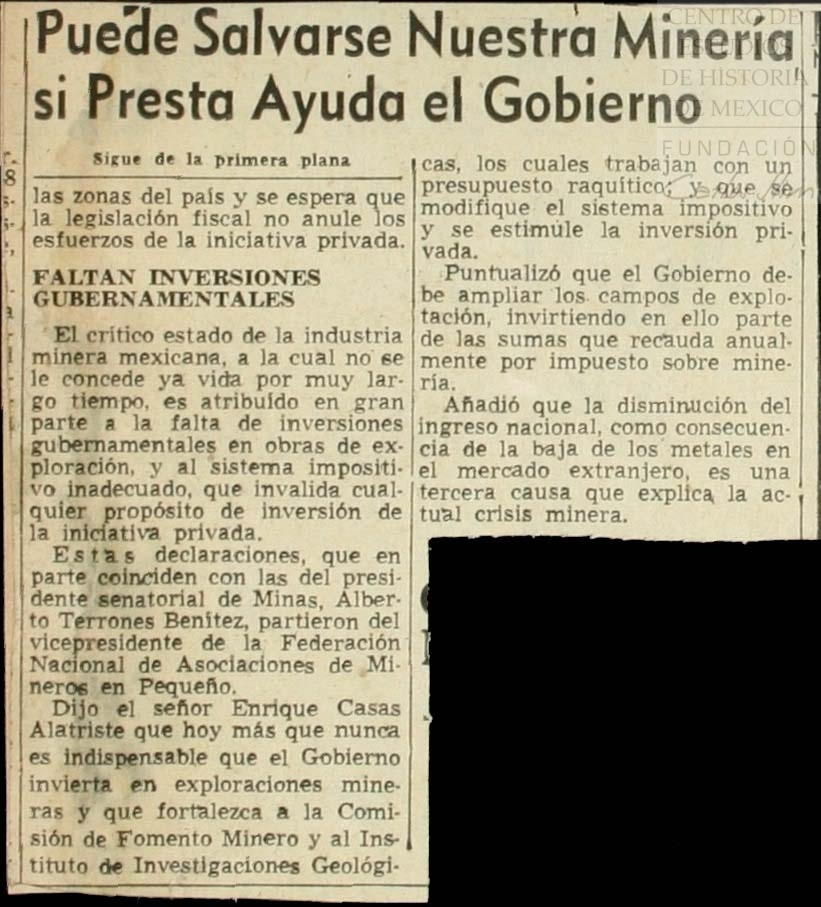 Puede Salvarse Nuestra Minería
si Presta Ayuda el Gobierno
CENTRO DE
ESTUDIOS
DE HISTORIA
DE MEXICO
FUNDACIÓN
Sigue de la primera plana
las zonas del país y se espera que
la legislación fiscal no anule los
esfuerzos de la iniciativa privada.
FALTAN INVERSIONES
GUBERNAMENTALES
El crítico estado de la industria
minera mexicana, a la cual no se
le concede ya vida por muy lar-
go tiempo, es atribuído en gran
parte a la falta de inversiones
gubernamentales en obras de ex-
ploración, y al sistema impositi-
vo inadecuado, que invalida cual-
quier propósito de inversión de
la iniciativa privada.
Estas declaraciones, que en
parte coinciden con las del presi-
dente senatorial de Minas, Alber-
to Terrones Benítez, partieron del
vicepresidente de la Federación
Nacional de Asociaciones de Mi-
neros en Pequeño.
Dijo el señor Enrique Casas
Alatriste que hoy más que nunca
es indispensable que el Gobierno
invierta en exploraciones mine-
ras y que fortalezca a la Comi-
sión de Fomento Minero y al Ins-
tituto de Investigaciones Geológi-
cas, los cuales trabajan con un
presupuesto raquítico; y que se
modifique el sistema impositivo
y se estimule la inversión pri-
vada.
Puntualizó que el Gobierno de-
be ampliar los campos de explo-
tación, invirtiendo en ello parte
de las sumas que recauda anual-
mente por impuesto sobre mine-
ría.
Añadió que la disminución del
ingreso nacional, como consecuen-
cia de la baja de los metales en
el mercado extranjero, es una
tercera causa que explica la ac-
tual crisis minera.